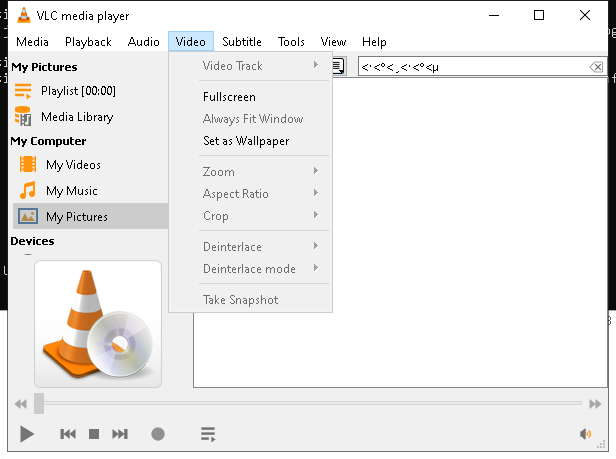 VLC media player
Media Playback Audio Video Subtitle Tools View Help
My Pictures
Playlist [00:00]
Media Library
My Computer
My Videos
My Music
My Pictures
Devices
Video Track
Fullscreen
Always Fit Window
Set as Wallpaper
Zoom
Aspect Ratio
Crop
Deinterlace
Deinterlace mode
Take Snapshot